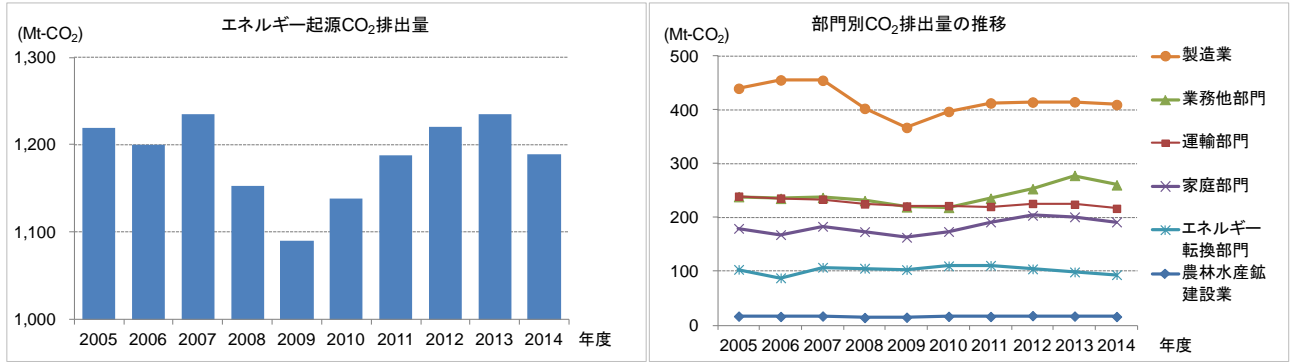 エネルギー起源CO₂排出量
(Mt-CO₂)
1,300
1,200
1,100
1,000
2005 2006 2007 2008 2009 2010 2011 2012 2013 2014 年度
部門別CO₂排出量の推移
(Mt-CO₂)
500
400
300
200
100
0
2005 2006 2007 2008 2009 2010 2011 2012 2013 2014 年度
製造業
業務他部門
運輸部門
家庭部門
エネルギー
転換部門
農林水産鉱
建設業